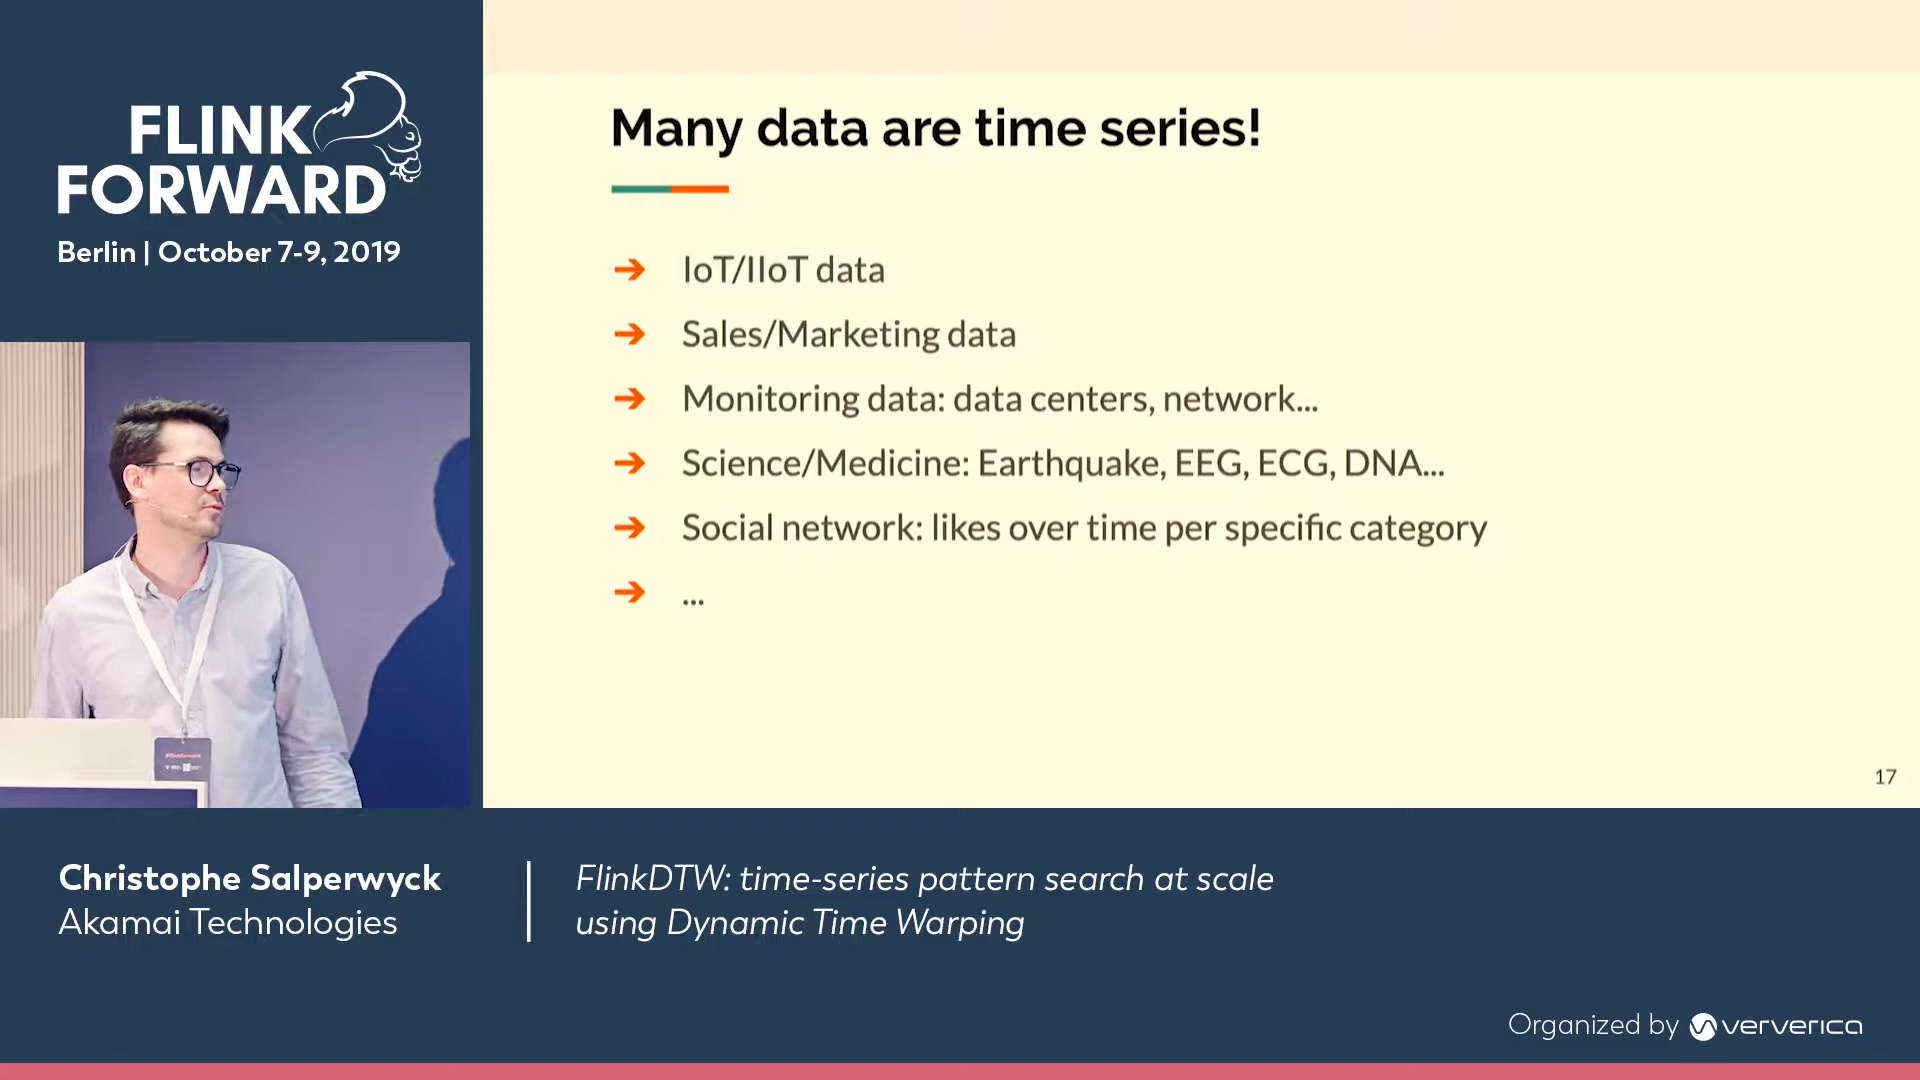 FLINK
FORWARD
Berlin | October 7-9, 2019
Many data are time series!
➔ IoT/IIoT data
➔ Sales/Marketing data
➔ Monitoring data: data centers, network...
➔ Science/Medicine: Earthquake, EEG, ECG, DNA...
➔ Social network: likes over time per specific category
➔ ...
17
Christophe Salperwyck
Akamai Technologies
FlinkDTW: time-series pattern search at scale
using Dynamic Time Warping
Organized by ververica